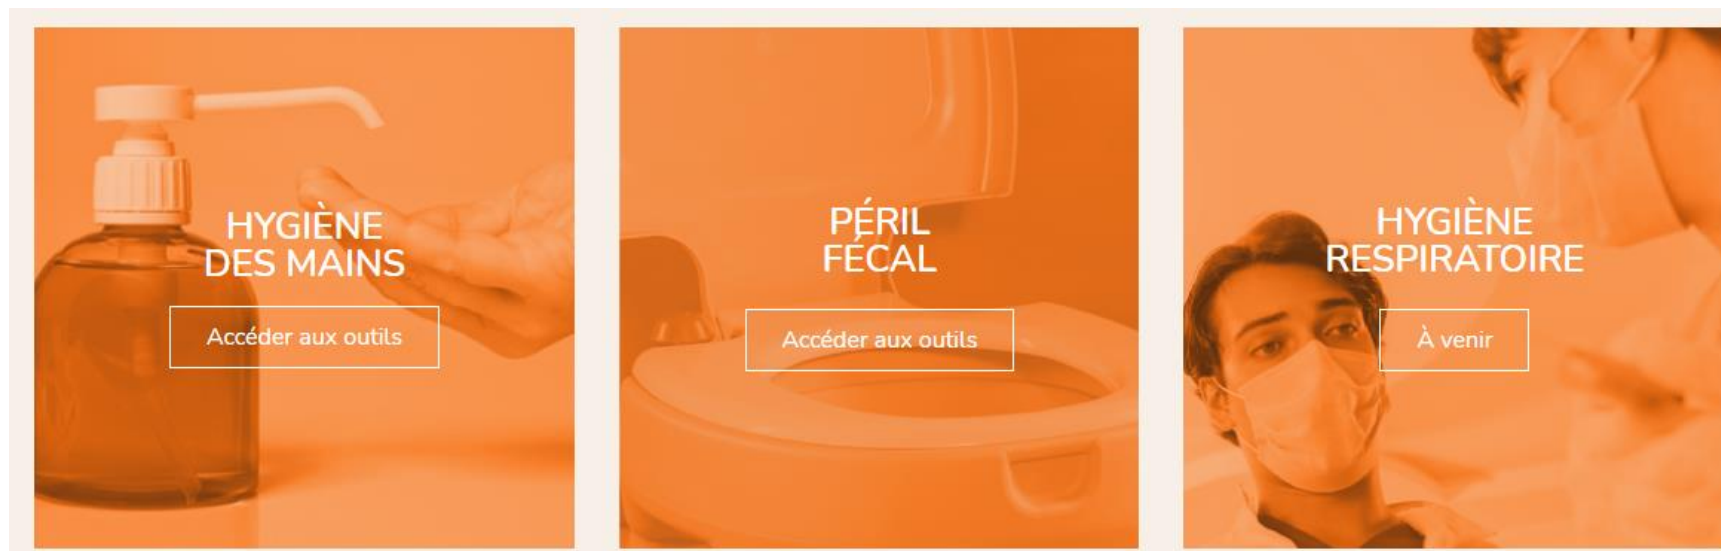 HYGIÈNE
DES MAINS
Accéder aux outils
PÉRIL
FÉCAL
Accéder aux outils
HYGIÈNE
RESPIRATOIRE
À venir